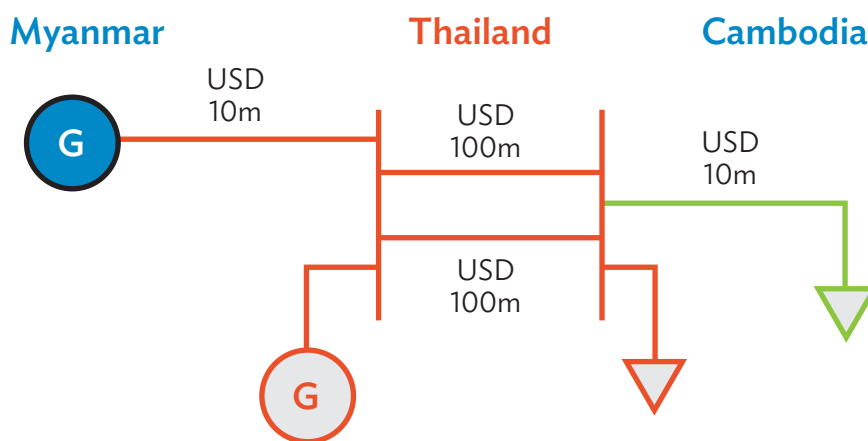 Myanmar
Thailand
Cambodia
USD
10m
G
USD
100m
USD
10m
USD
100m
G